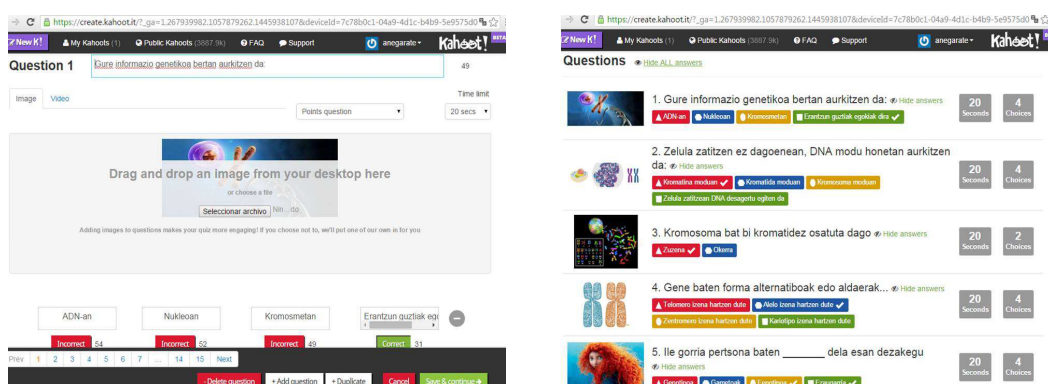 https://create.kahoot.it/?_ga=1.267939982.1057879262.1445938107&deviceId=7c78b0c1-04a9-4d1c-b4b9-5e9575d0
New K! My Kahoots (1) Public Kahoots (3887.9k) FAQ Support anegarate Kahoot! BETA
Question 1 Gure informazio genetikoa bertan aurkitzen da: 49
Image Video
Time limit
Points question 20 secs
Drag and drop an image from your desktop here
or choose a file
Seleccionar archivo Nin...do
Adding images to questions makes your quiz more engaging! If you choose not to, we'll put one of our own in for you
ADN-an Nukleoan Kromosmetan Erantzun guztiak ego
Incorrect 54 Incorrect 52 Incorrect 49 Correct 31
Prev 1 2 3 4 5 6 7 ... 14 15 Next
- Delete question + Add question + Duplicate Cancel Save & continue
https://create.kahoot.it/?_ga=1.267939982.1057879262.1445938107&deviceId=7c78b0c1-04a9-4d1c-b4b9-5e9575d0
New K! My Kahoots (1) Public Kahoots (3887.9k) FAQ Support anegarate Kahoot!
Questions Hide ALL answers
1. Gure informazio genetikoa bertan aurkitzen da: Hide answers
ADN-an Nukleoan Kromosmetan Erantzun guztiak egokiak dira
20 Seconds 4 Choices
2. Zelula zatitzen ez dagoenean, DNA modu honetan aurkitzen
da: Hide answers
Kromatina moduan Kromatida moduan Kromosoma moduan
Zelula zatitzean DNA desagertu egiten da
20 Seconds 4 Choices
3. Kromosoma bat bi kromatidez osatuta dago Hide answers
Zuzena Okerra
20 Seconds 2 Choices
4. Gene baten forma alternatiboak edo aldaerak... Hide answers
Telomero izena hartzen dute Alelo izena hartzen dute
Zentromero izena hartzen dute Kariotipo izena hartzen dute
20 Seconds 4 Choices
5. Ile gorria pertsona baten _______ dela esan dezakegu
Hide answers
Genotipoa Gametoak Fenotipoa Ezaugarria
20 Seconds 4 Choices